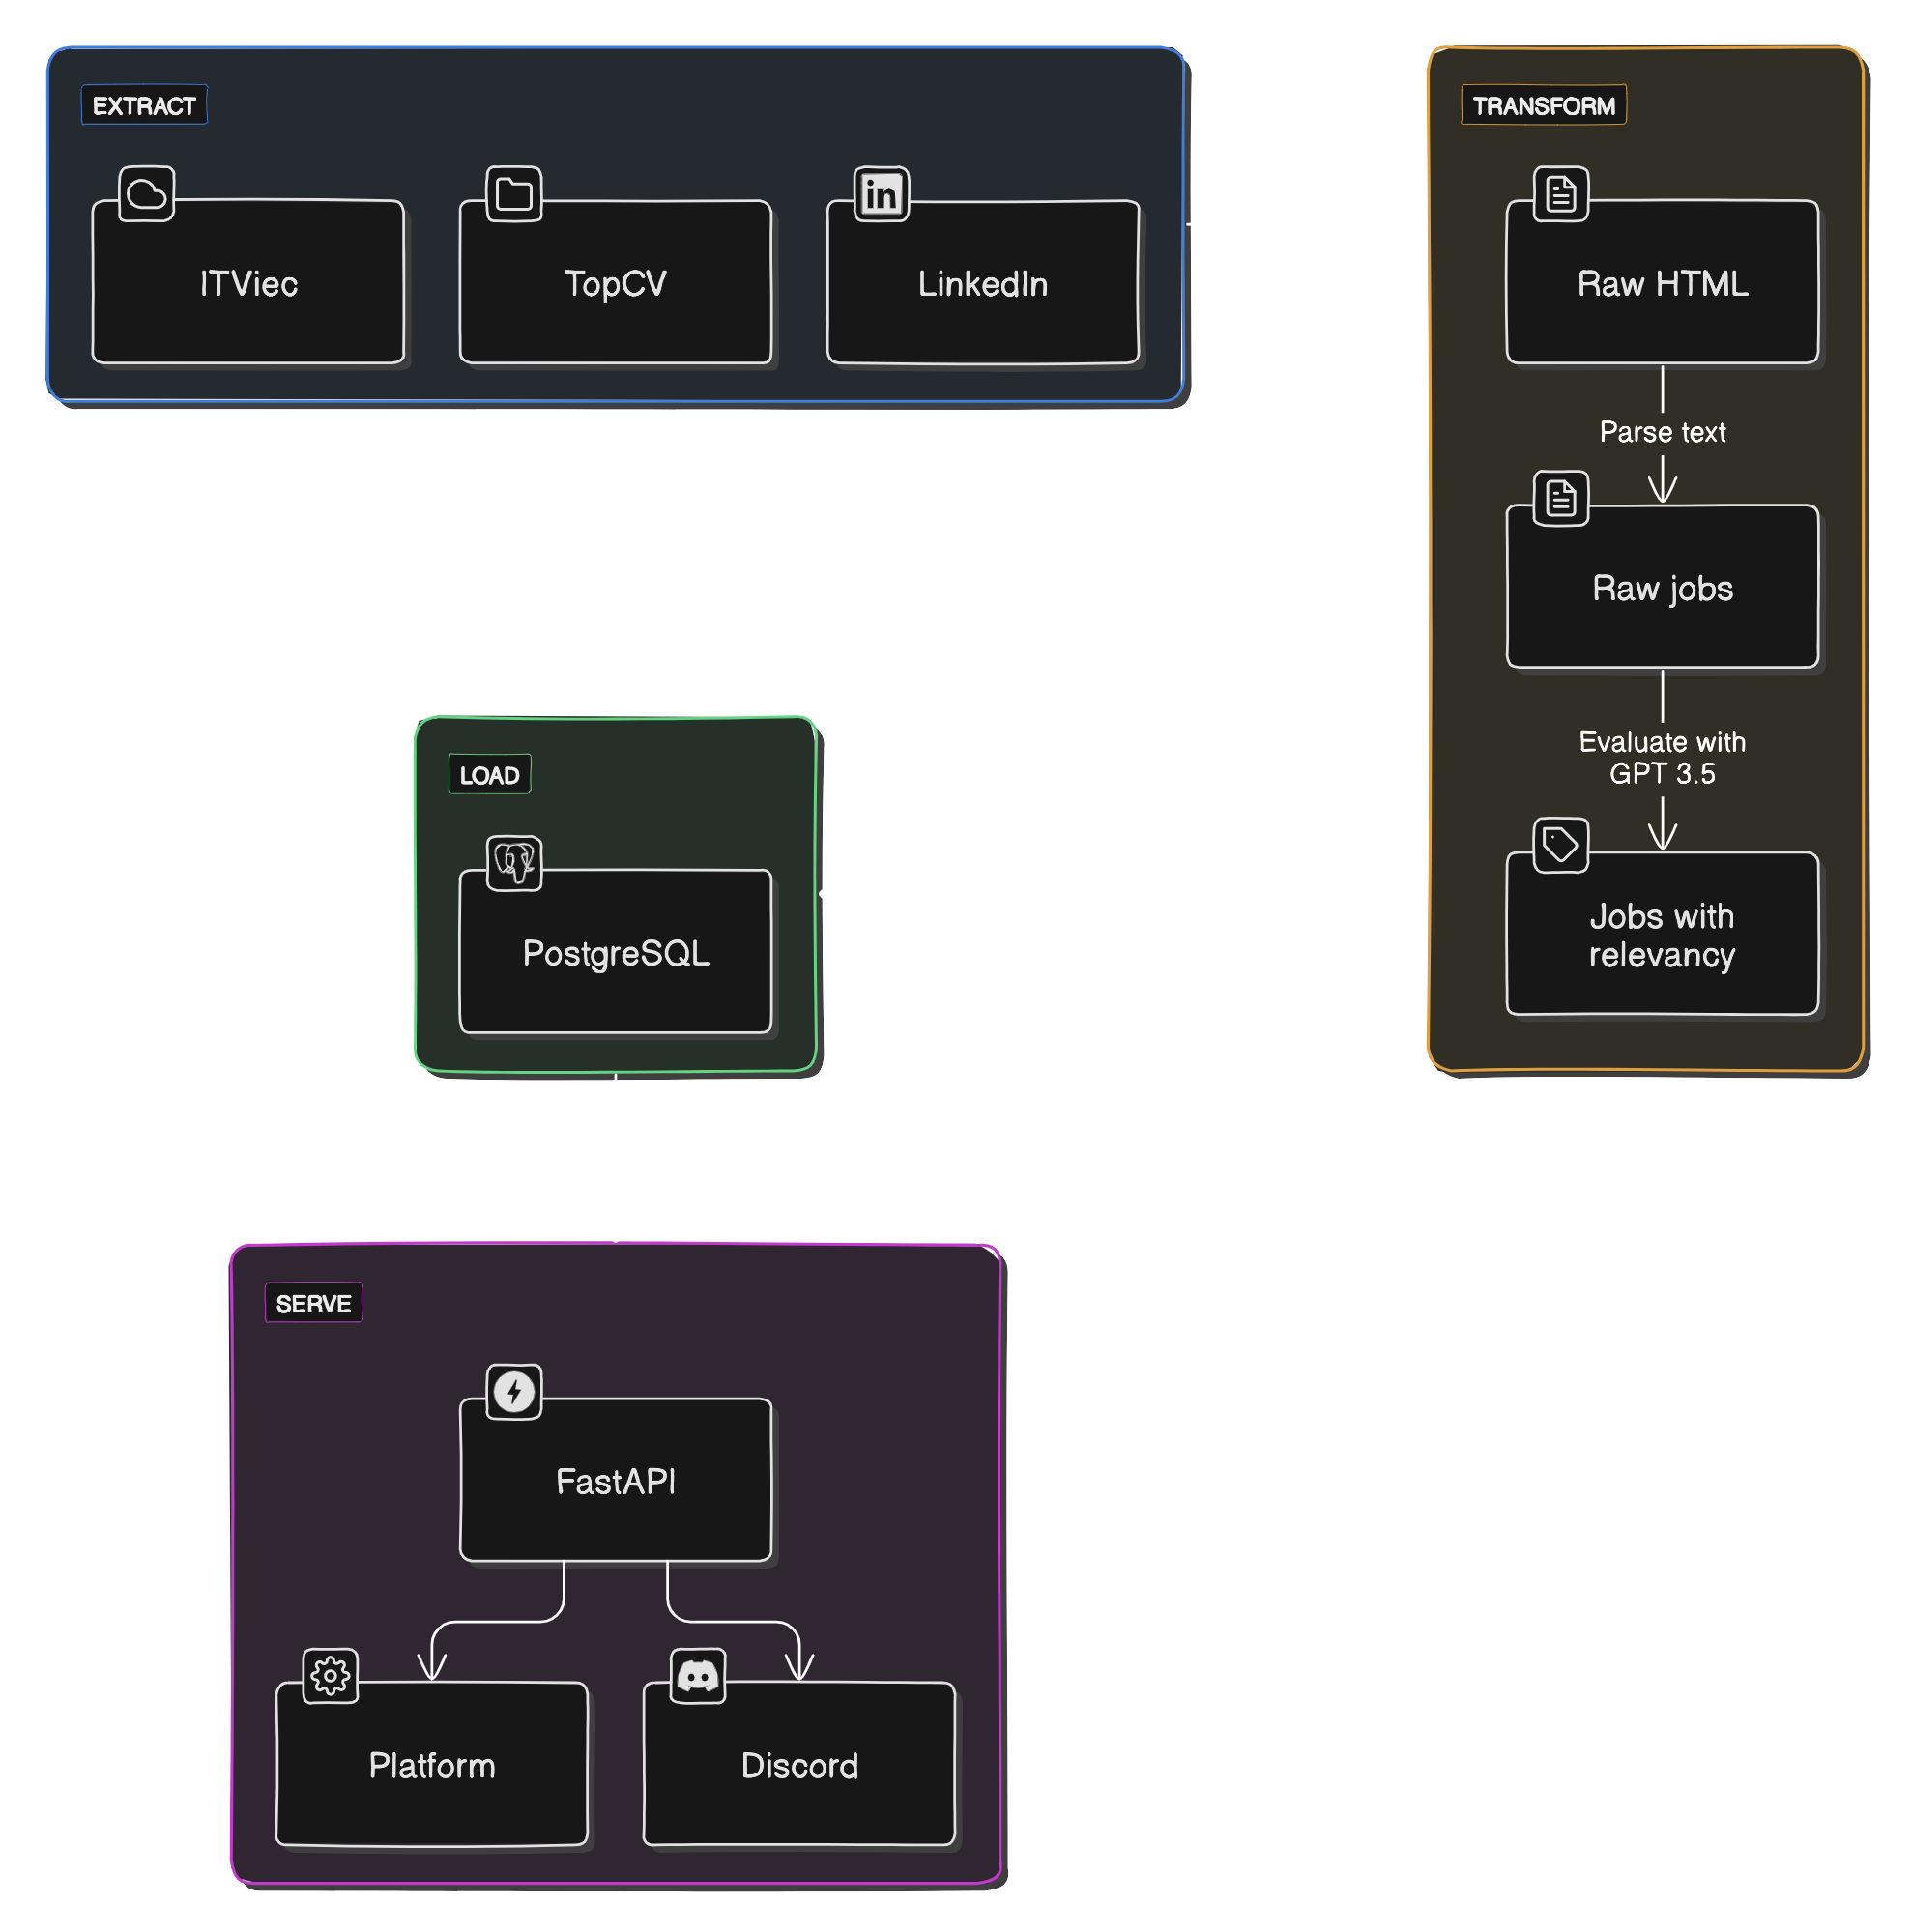 EXTRACT
ITViec
TopCV
LinkedIn
TRANSFORM
Raw HTML
Parse text
Raw jobs
Evaluate with
GPT 3.5
Jobs with
relevancy
LOAD
PostgreSQL
SERVE
FastAPI
Platform
Discord